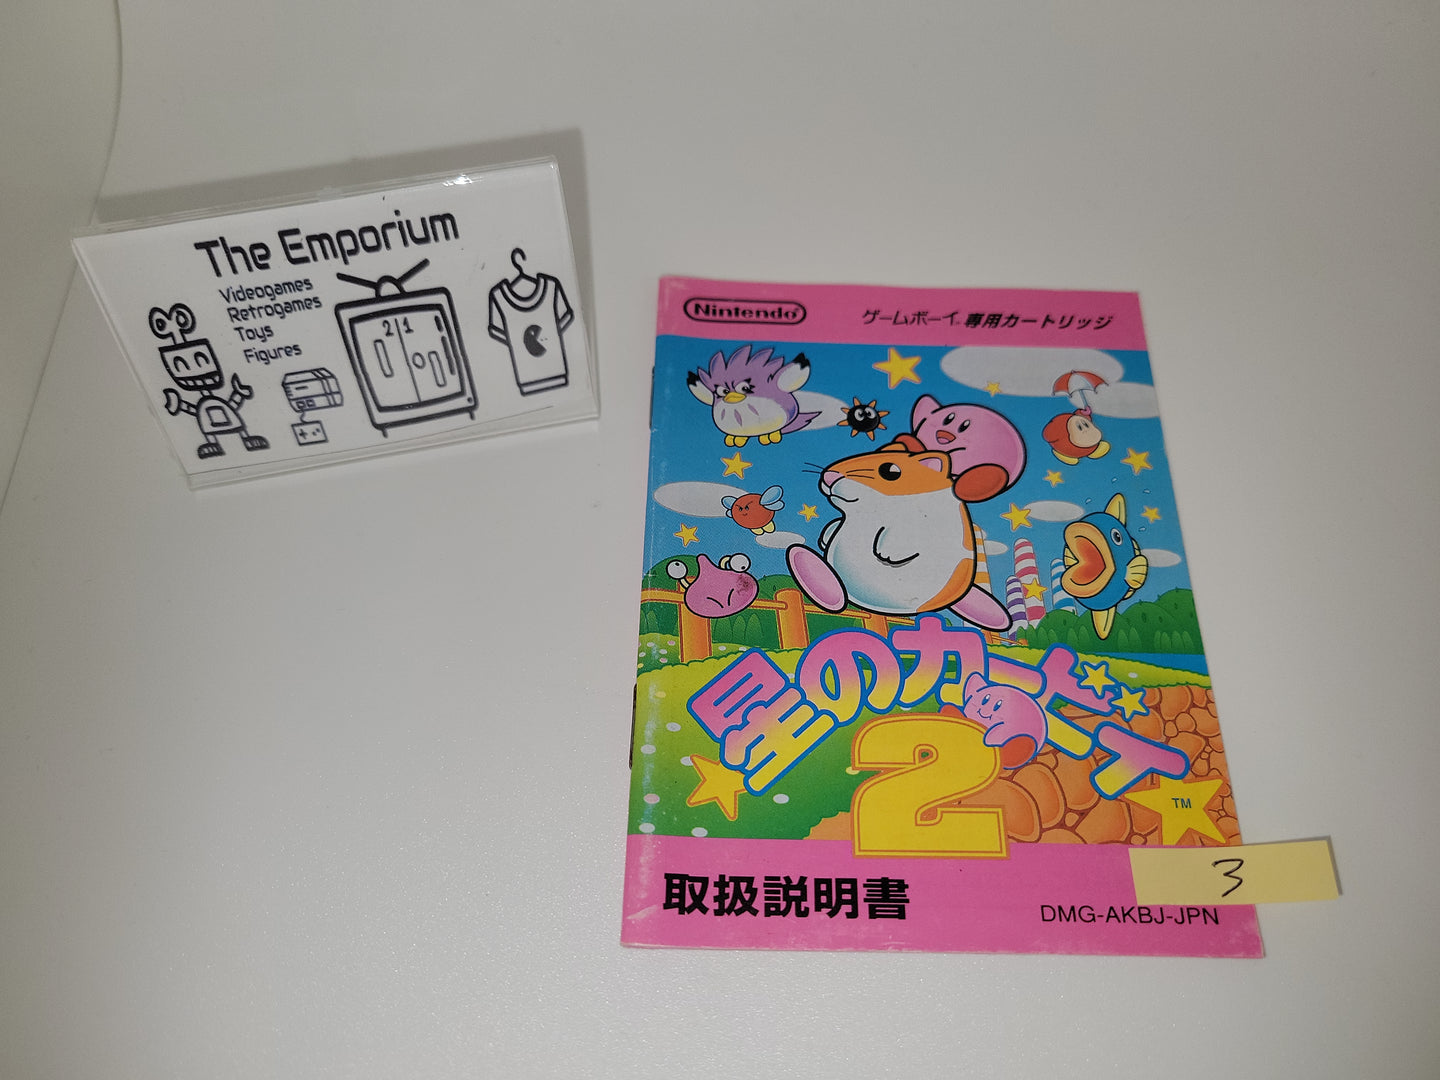 The Emporium
Videogames
Retrogames
Toys
Figures
2 1
Nintendo
ゲームボーイ™専用カートリッジ
星のカービィ
2
TM
取扱説明書
3
DMG-AKBJ-JPN